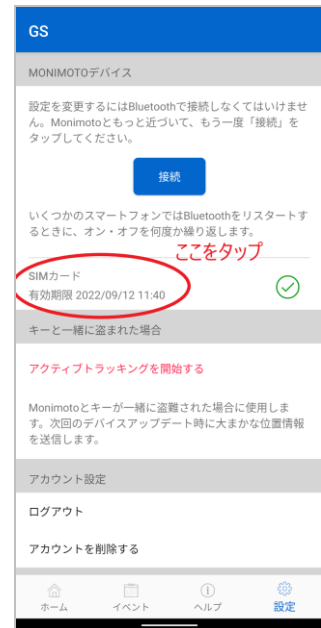 GS
MONIMOTOデバイス
設定を変更するにはBluetoothで接続しなくてはいけませ
ん。Monimotoともっと近づいて、もう一度「接続」を
タップしてください。
接続
いくつかのスマートフォンではBluetoothをリスタートす
るときに、オン・オフを何度か繰り返します。
ここをタップ
SIMカード
有効期限 2022/09/12 11:40
キーと一緒に盗まれた場合
アクティブトラッキングを開始する
Monimotoとキーが一緒に盗難された場合に使用しま
す。次回のデバイスアップデート時に大まかな位置情報
を送信します。
アカウント設定
ログアウト
アカウントを削除する
ホーム イベント ヘルプ 設定